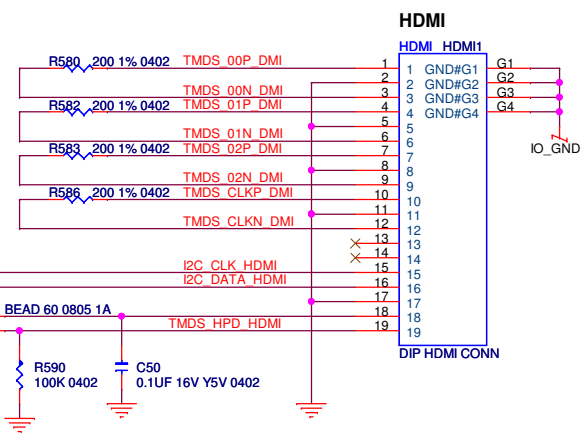 HDMI
HDMI HDMI1
R580 200 1% 0402 TMDS_00P_DMI 1 1 GND#G1 G1
2 2 GND#G2 G2
TMDS_00N_DMI 3 3 GND#G3 G3
R582 200 1% 0402 TMDS_01P_DMI 4 4 GND#G4 G4
5 5
TMDS_01N_DMI 6 6
IO_GND
R583 200 1% 0402 TMDS_02P_DMI 7 7
8 8
TMDS_02N_DMI 9 9
R586 200 1% 0402 TMDS_CLKP_DMI 10 10
11 11
TMDS_CLKN_DMI 12 12
13 13
14 14
I2C_CLK_HDMI 15 15
I2C_DATA_HDMI 16 16
17 17
BEAD 60 0805 1A 18 18
TMDS_HPD_HDMI 19 19
DIP HDMI CONN
R590
100K 0402
C50
0.1UF 16V Y5V 0402